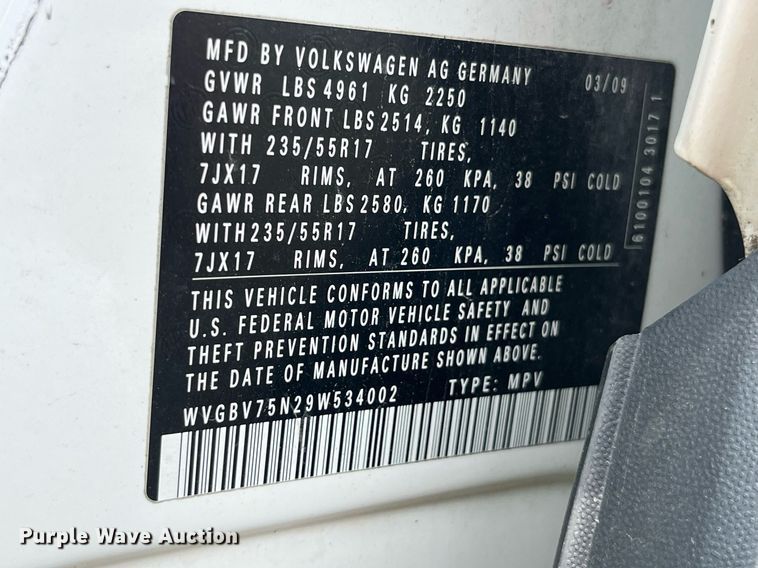 MFD BY VOLKSWAGEN AG GERMANY 03/09
GVWR LBS 4961 KG 2250
GAWR FRONT LBS 2514, KG 1140
WITH 235/55R17 TIRES,
7JX17 RIMS, AT 260 KPA, 38 PSI COLD
GAWR REAR LBS 2580, KG 1170
WITH 235/55R17 TIRES,
7JX17 RIMS, AT 260 KPA, 38 PSI COLD
THIS VEHICLE CONFORMS TO ALL APPLICABLE
U.S. FEDERAL MOTOR VEHICLE SAFETY AND
THEFT PREVENTION STANDARDS IN EFFECT ON
THE DATE OF MANUFACTURE SHOWN ABOVE.
WVGBV75N29W534002 TYPE: MPV
6100104 3017 1
Purple Wave Auction